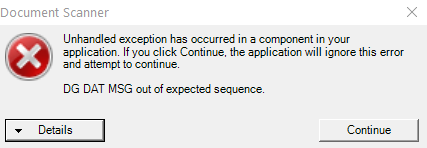 Document Scanner
Unhandled exception has occurred in a component in your
application. If you click Continue, the application will ignore this error
and attempt to continue.
DG DAT MSG out of expected sequence.
Details
Continue